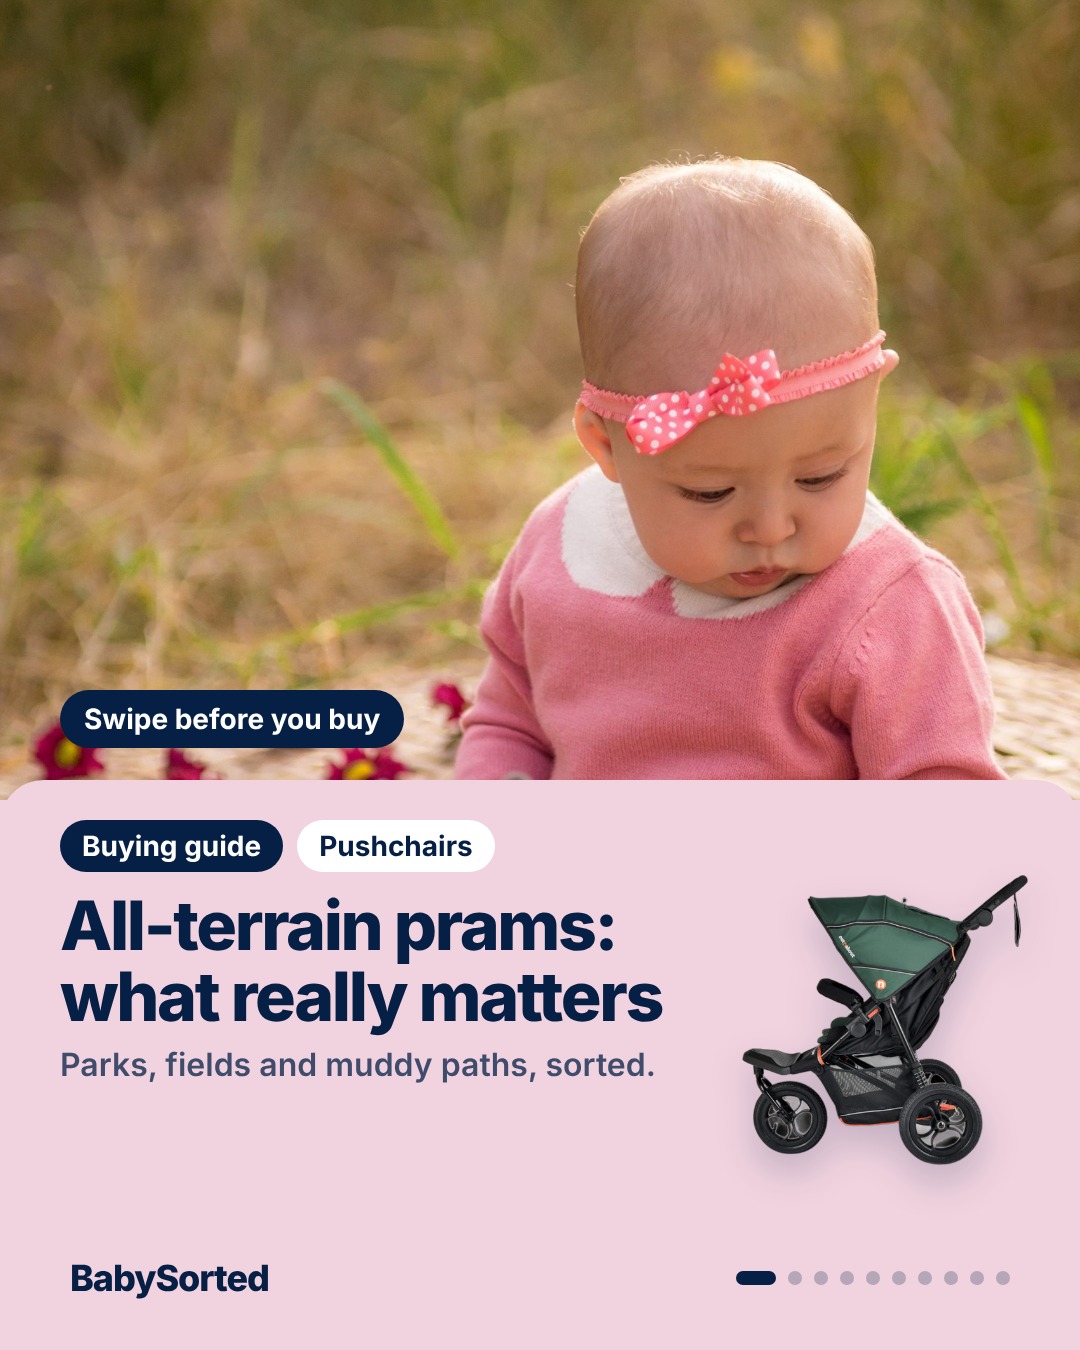 Swipe before you buy
Buying guide
Pushchairs
All-terrain prams:
what really matters
Parks, fields and muddy paths, sorted.
BabySorted